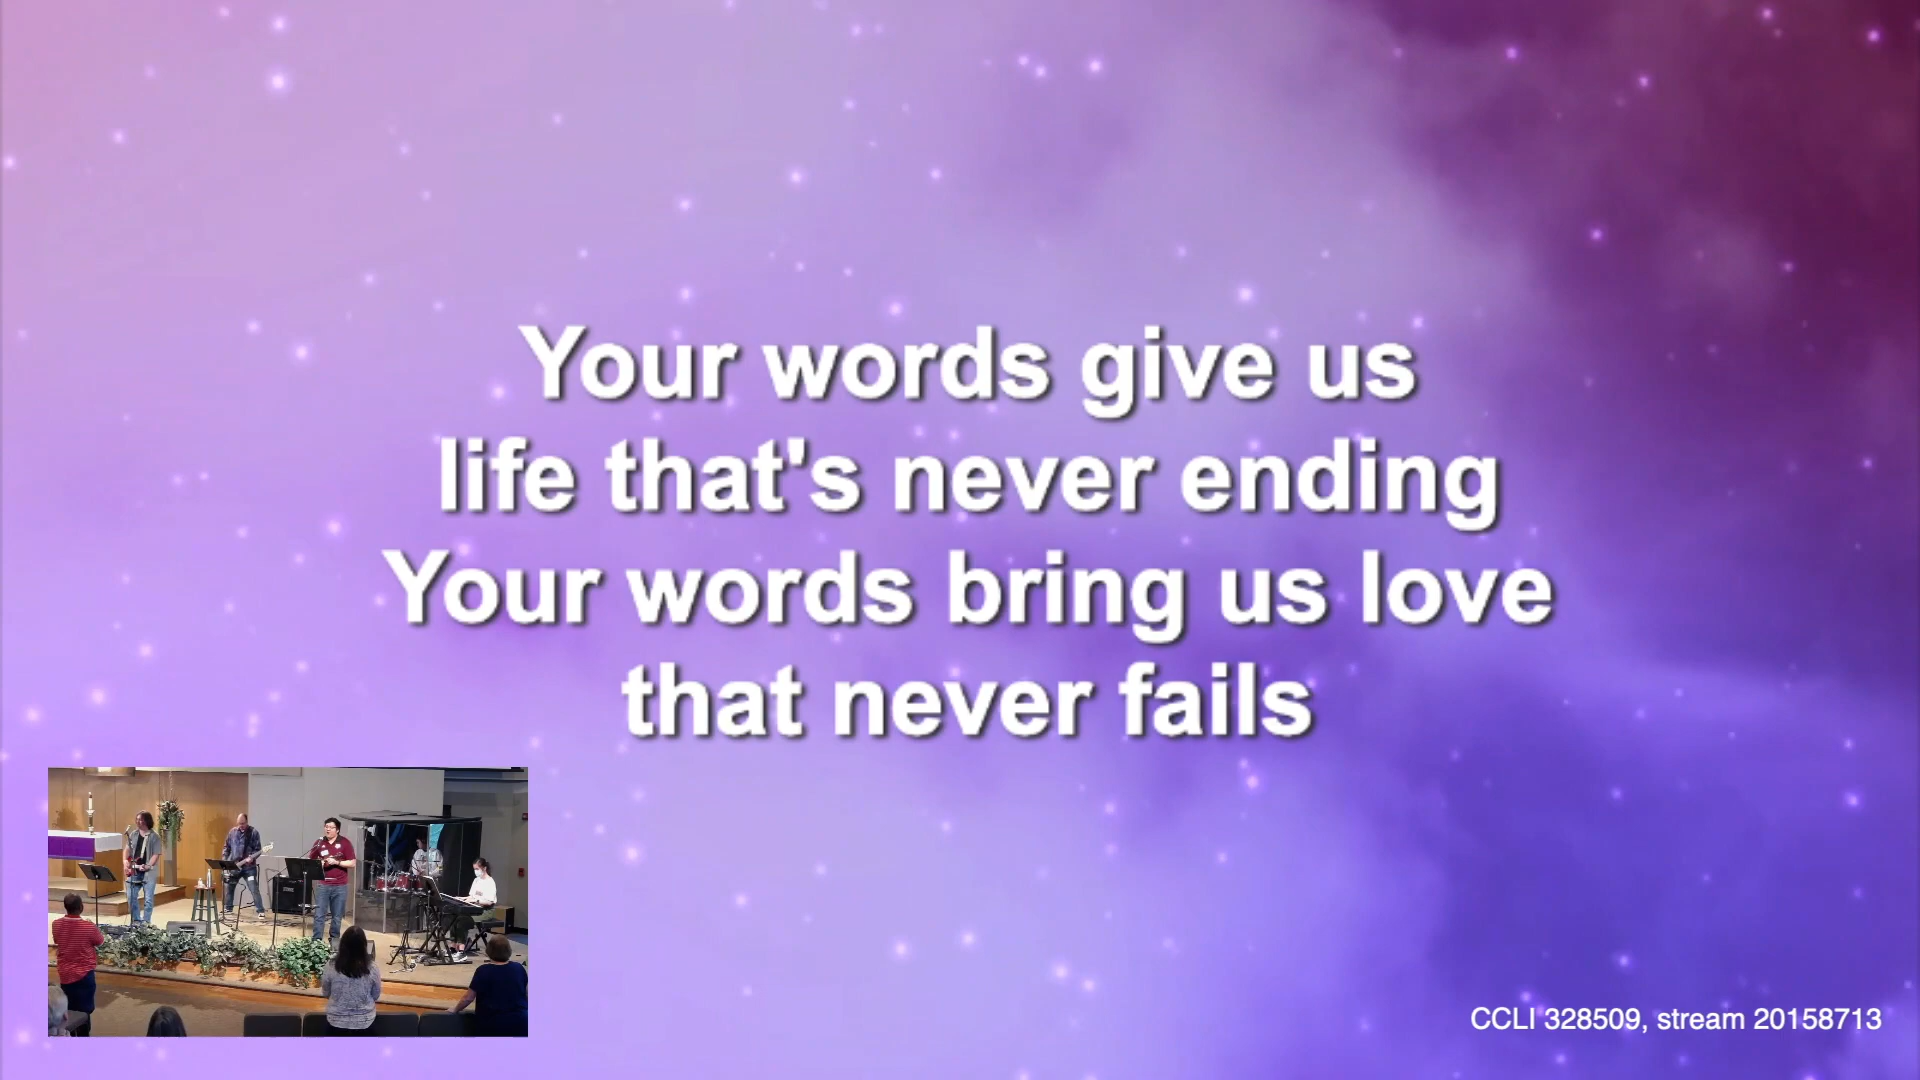 Your words give us
life that's never ending
Your words bring us love
that never fails
CCLI 328509, stream 20158713